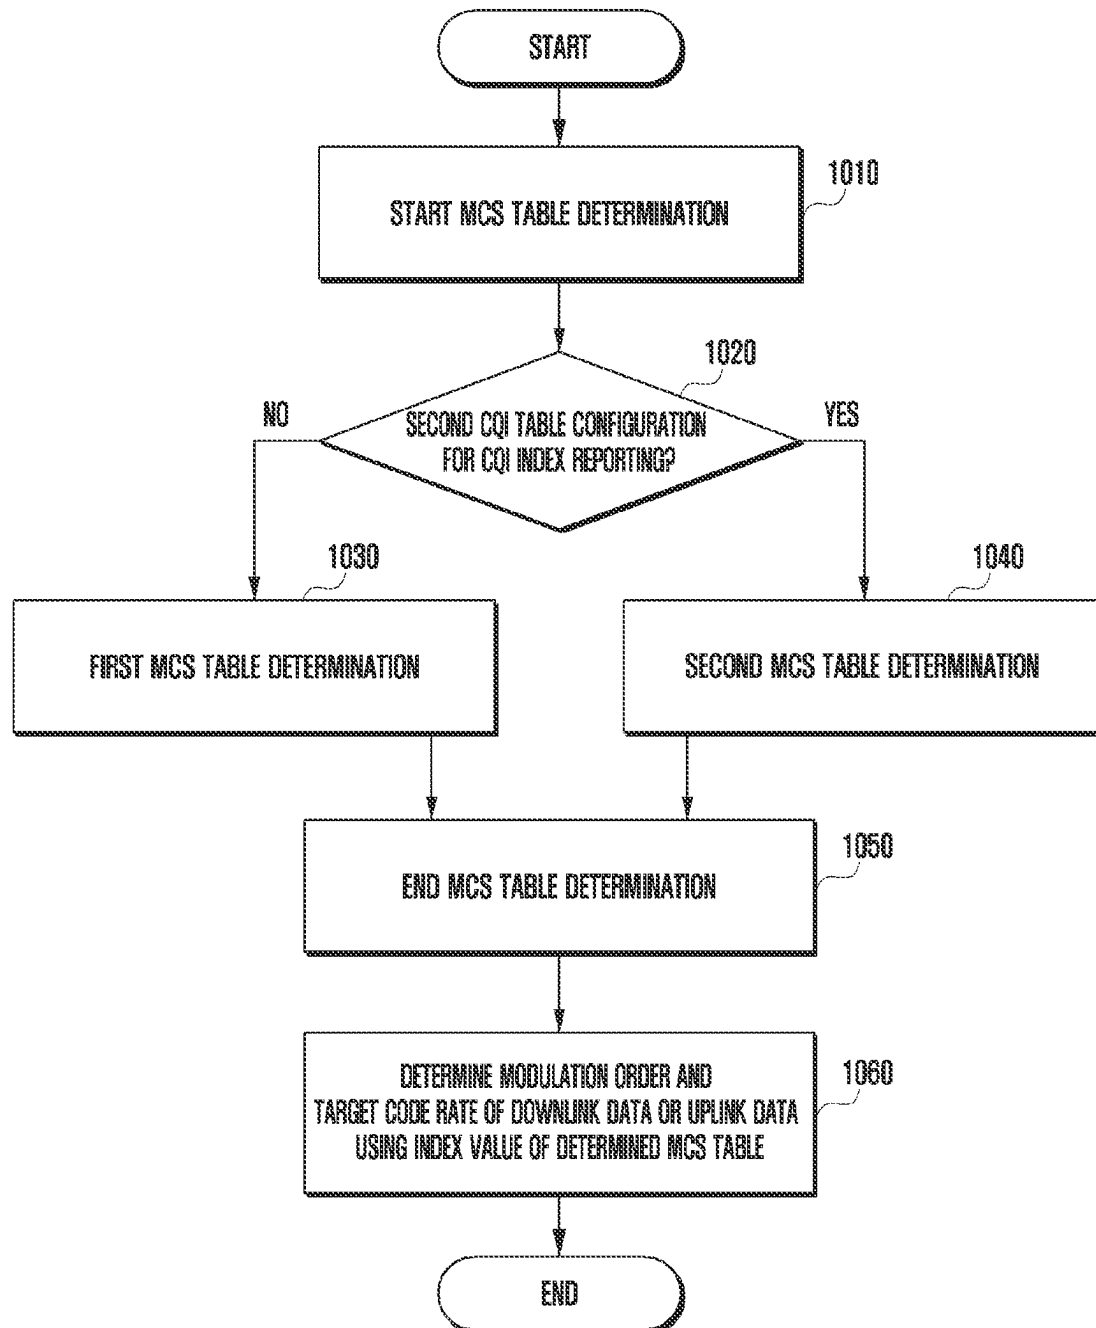 START
1010
START MCS TABLE DETERMINATION
1020
NO
YES
SECOND CQI TABLE CONFIGURATION
FOR CQI INDEX REPORTING?
1030
1040
FIRST MCS TABLE DETERMINATION
SECOND MCS TABLE DETERMINATION
1050
END MCS TABLE DETERMINATION
1060
DETERMINE MODULATION ORDER AND
TARGET CODE RATE OF DOWNLINK DATA OR UPLINK DATA
USING INDEX VALUE OF DETERMINED MCS TABLE
END